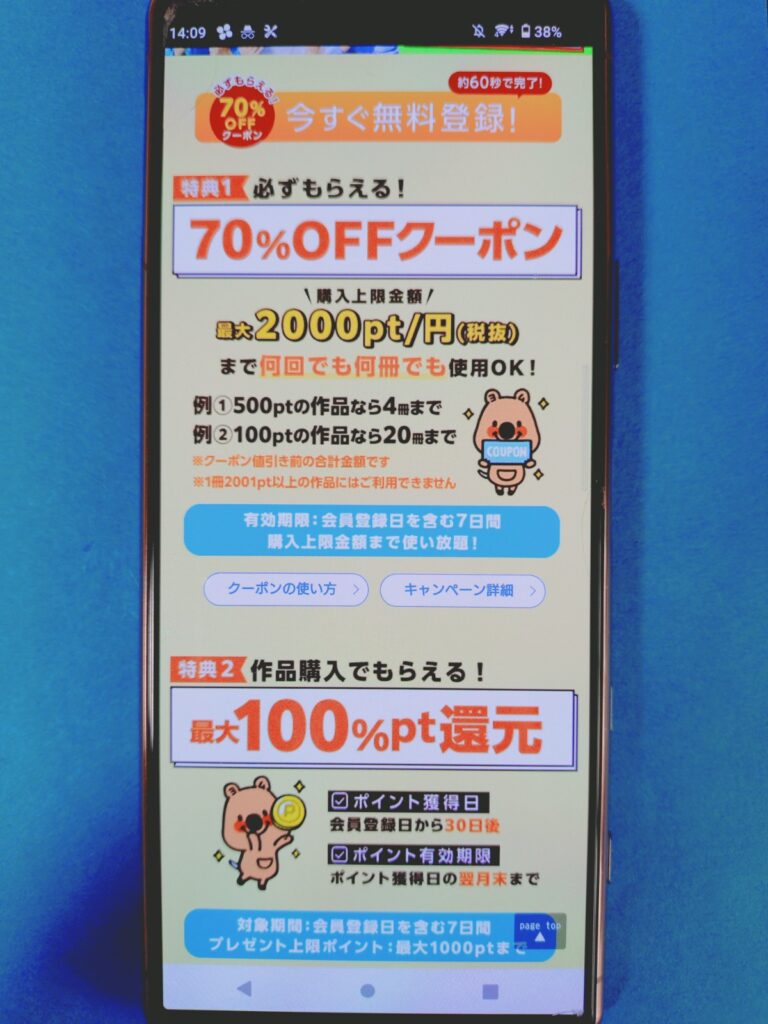 14:09
38%
約60秒で完了!
必ずもらえる!!
70%
OFF
クーポン
今すぐ無料登録!
特典1 必ずもらえる!
70%OFFクーポン
\購入上限金額/
最大2000pt/円(税抜)
まで何回でも何冊でも使用OK!
例①500ptの作品なら4冊まで
例②100ptの作品なら20冊まで
※クーポン値引き前の合計金額です
※1冊2001pt以上の作品にはご利用できません
COUPON
有効期限:会員登録日を含む7日間
購入上限金額まで使い放題!
クーポンの使い方
キャンペーン詳細
特典2 作品購入でもらえる!
最大100%pt還元
P
ポイント獲得日
会員登録日から30日後
ポイント有効期限
ポイント獲得日の翌月末まで
対象期間:会員登録日を含む7日間
プレゼント上限ポイント:最大1000ptまで
page top